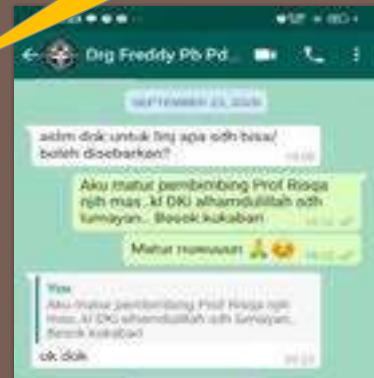 Drg Freddy Pb Pd...
SEPTEMBER 23, 2020
aslm dok untuk linj apa sdh bisa/
boleh disebarkan?
Aku matur pembimbing Prof Risqa
njih mas..kl DKI alhamdulillah sdh
lumayan.. Besok kukabari
Matur nuwuuun 🙏😊
You
Aku matur pembimbing Prof Risqa njih
mas..kl DKI alhamdulillah sdh lumayan..
Besok kukabari
ok dok